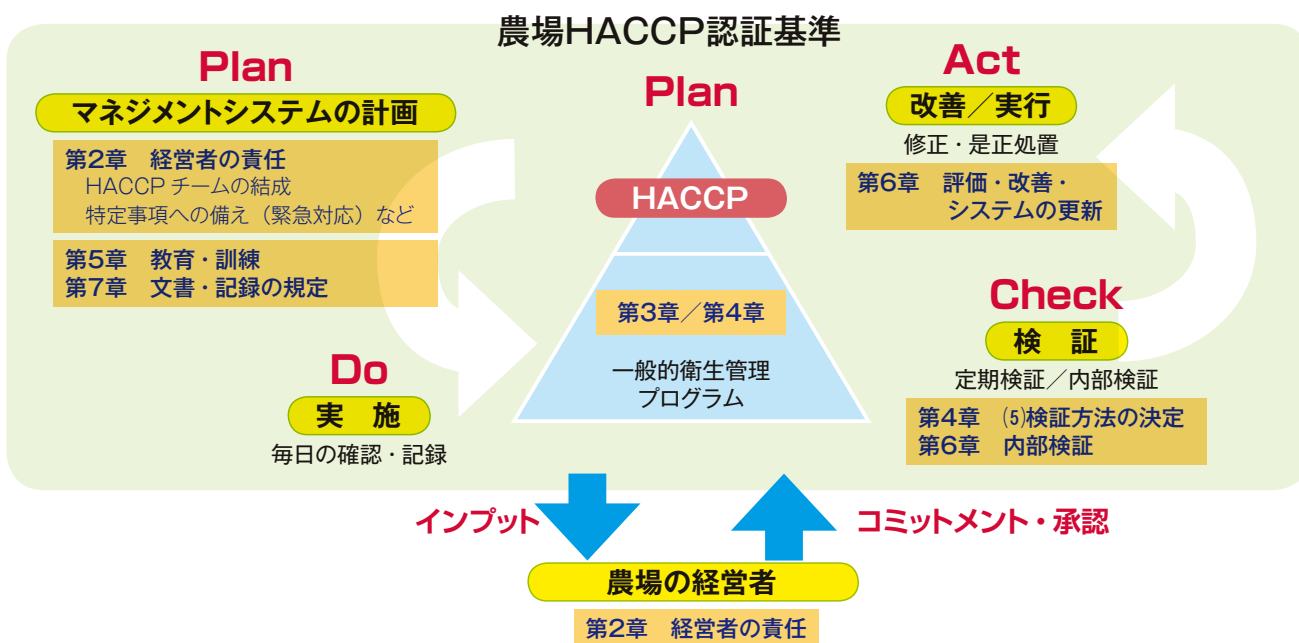 農場HACCP認証基準
Plan
マネジメントシステムの計画
第2章　経営者の責任
HACCPチームの結成
特定事項への備え（緊急対応）など
第5章　教育・訓練
第7章　文書・記録の規定
Do
実　施
毎日の確認・記録
Plan
HACCP
第3章／第4章
一般的衛生管理
プログラム
Act
改善／実行
修正・是正処置
第6章　評価・改善・
システムの更新
Check
検　証
定期検証／内部検証
第4章　⑸検証方法の決定
第6章　内部検証
インプット
コミットメント・承認
農場の経営者
第2章　経営者の責任